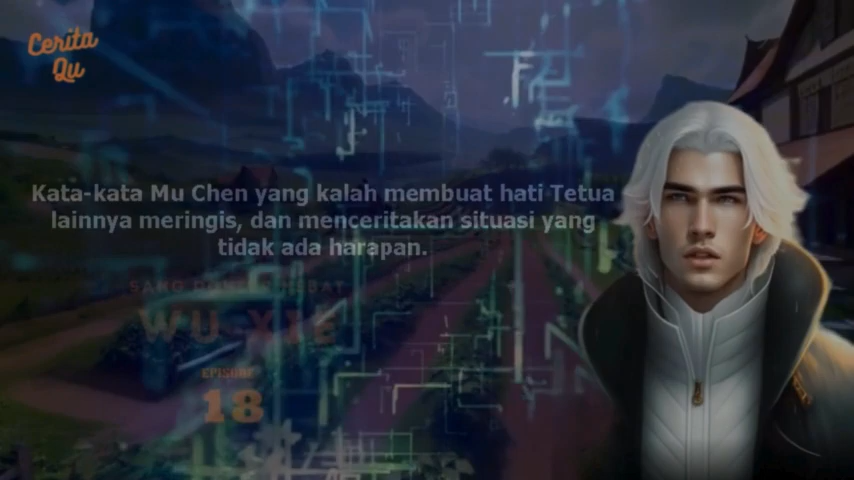 Cerita
Qu
Kata-kata Mu Chen yang kalah membuat hati Tetua
lainnya meringis, dan menceritakan situasi yang
tidak ada harapan.
WU XIE
EPISODE
18